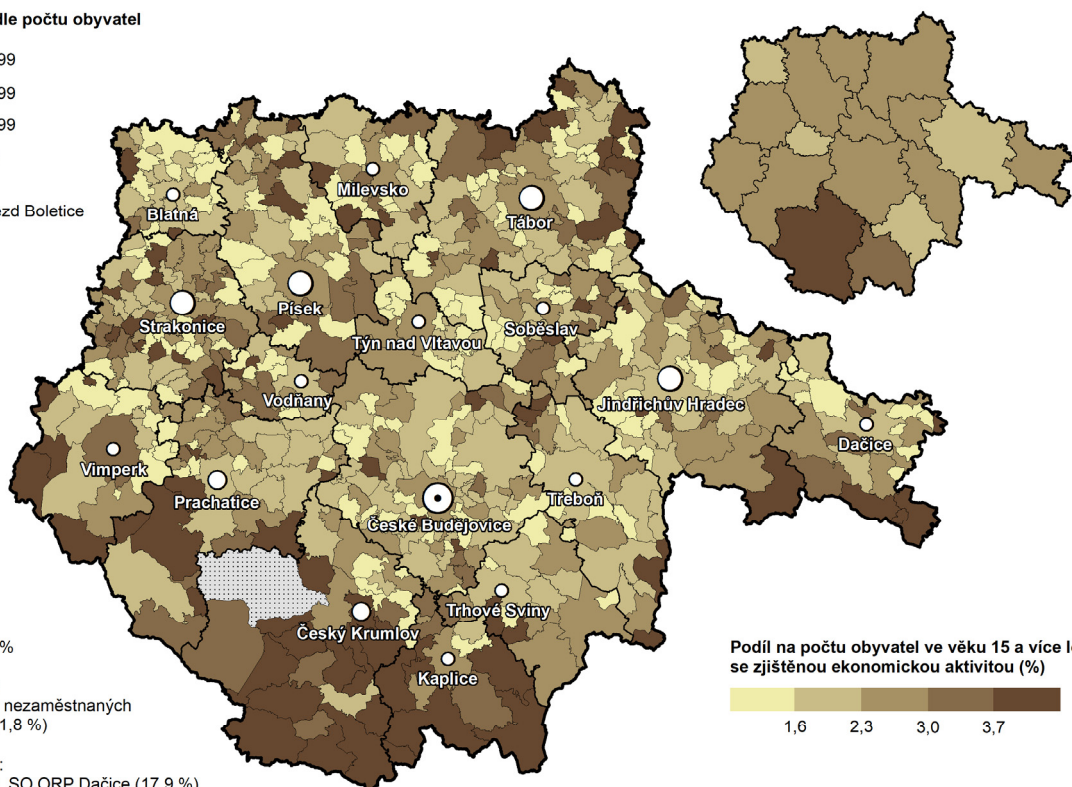 dle počtu obyvatel
99
99
99
ezd Boletice
Milevsko
Blatná
Tábor
Písek
Strakonice
Soběslav
Týn nad Vltavou
Vodňany
Jindřichův Hradec
Dačice
Vimperk
Prachatice
Třeboň
České Budějovice
Trhové Sviny
Český Krumlov
Kaplice
%
nezaměstnaných
1,8 %)
:
SO ORP Dačice (17,9 %)
Podíl na počtu obyvatel ve věku 15 a více le
se zjištěnou ekonomickou aktivitou (%)
1,6 2,3 3,0 3,7